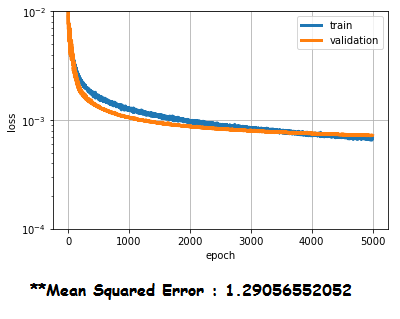 10⁻²
train
validation
loss
10⁻³
10⁻⁴
0 1000 2000 3000 4000 5000
epoch
**Mean Squared Error : 1.29056552052